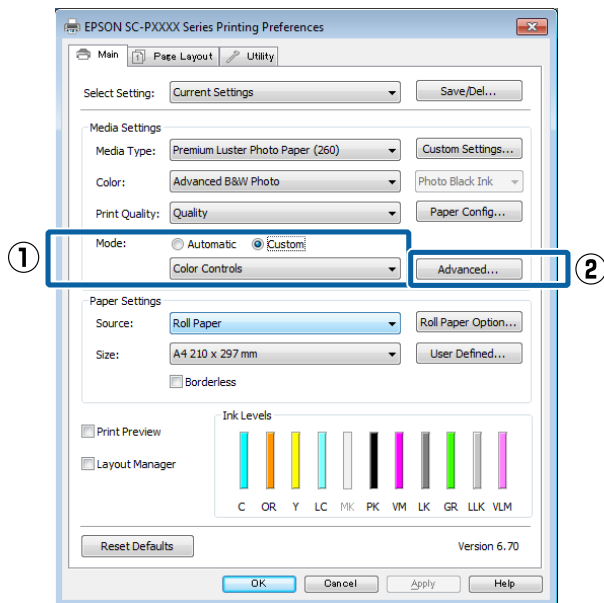 EPSON SC-PXXXX Series Printing Preferences
Main Page Layout Utility
Select Setting: Current Settings Save/Del...
Media Settings
Media Type: Premium Luster Photo Paper (260) Custom Settings...
Color: Advanced B&W Photo Photo Black Ink
Print Quality: Quality Paper Config...
Mode: Automatic Custom
① Color Controls Advanced... ②
Paper Settings
Source: Roll Paper Roll Paper Option...
Size: A4 210 x 297 mm User Defined...
Borderless
Ink Levels
Print Preview
Layout Manager
C OR Y LC MK PK VM LK GR LLK VLM
Reset Defaults Version 6.70
OK Cancel Apply Help